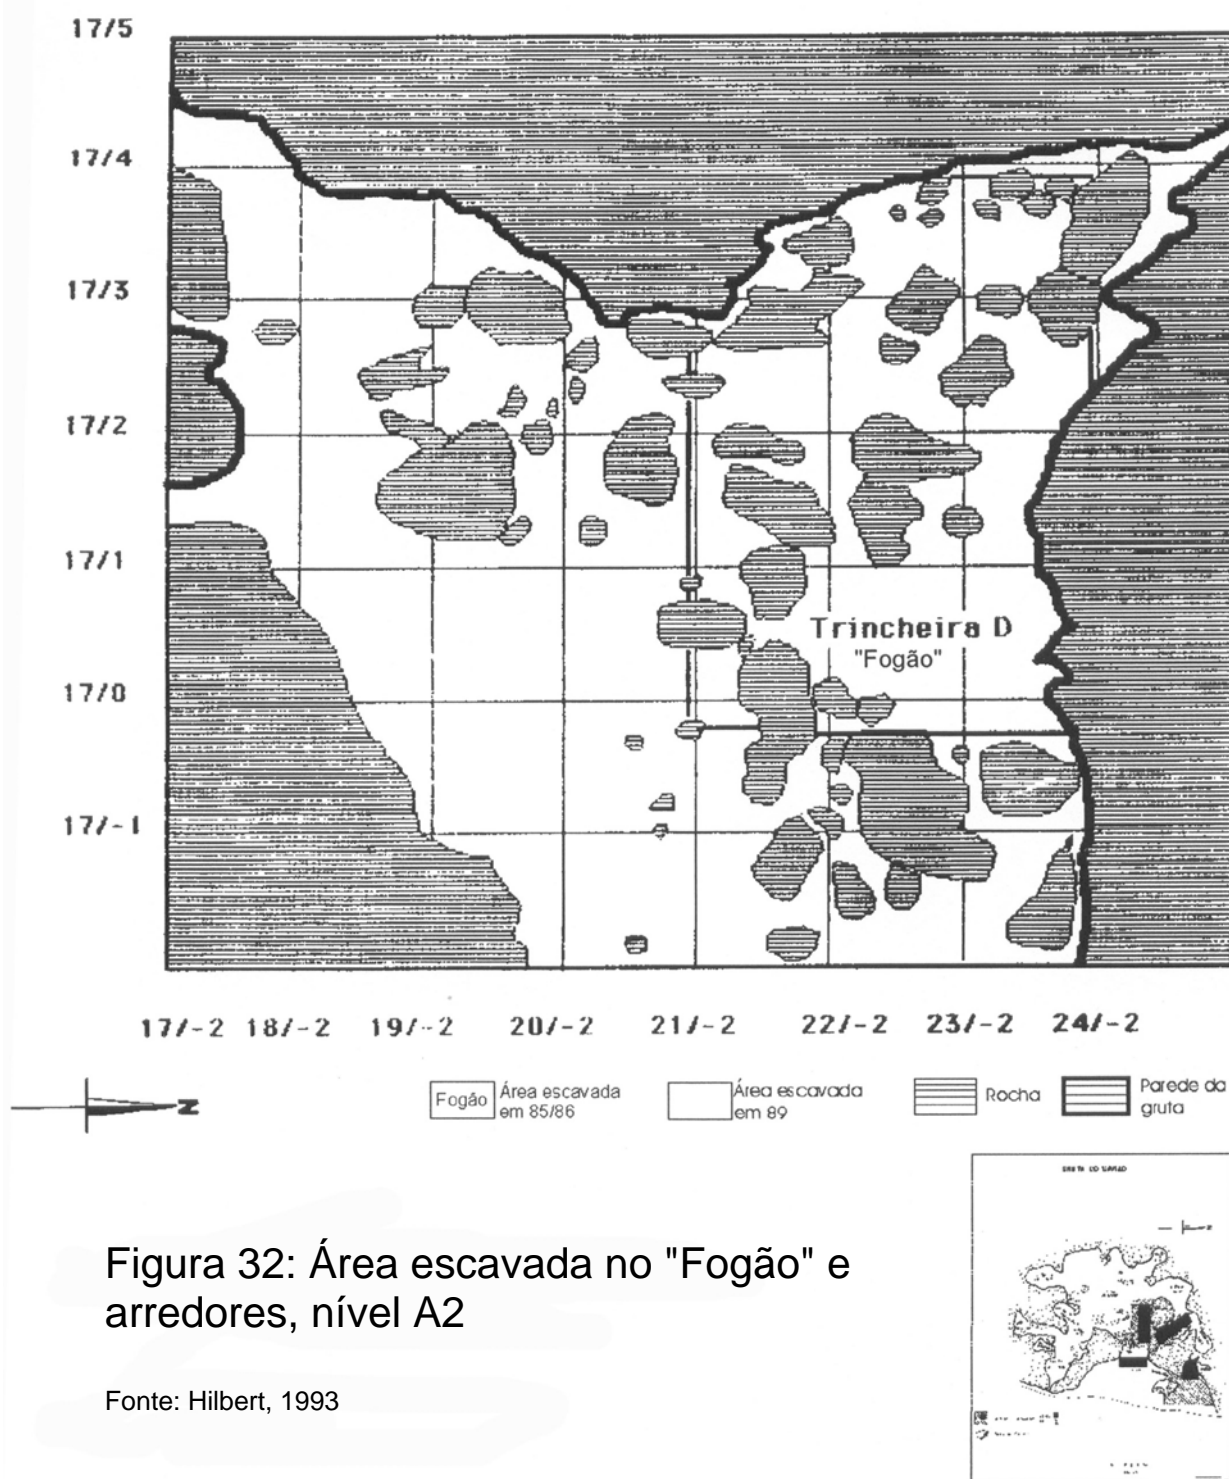 17/5
17/4
17/3
17/2
17/1
Trincheira D
"Fogão"
17/0
17/-1
17/-2 18/-2 19/-2 20/-2 21/-2 22/-2 23/-2 24/-2
N
Fogão
Área escavada
em 85/86
Área escavada
em 89
Rocha
Parede da
gruta
Figura 32: Área escavada no "Fogão" e
arredores, nível A2
Fonte: Hilbert, 1993